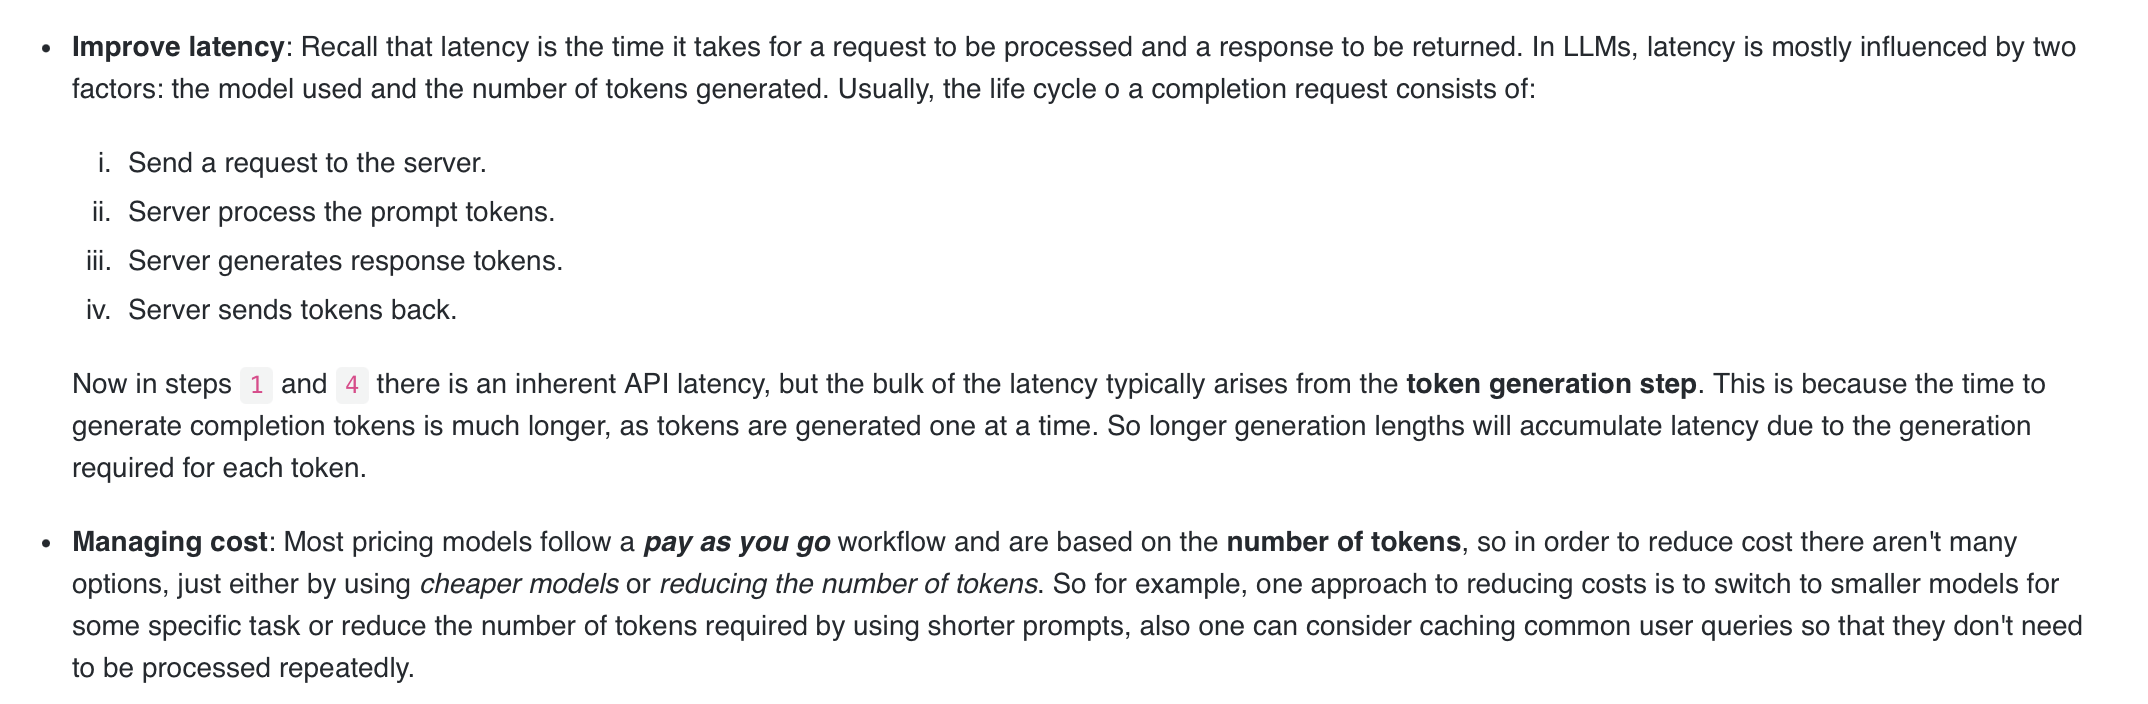 • Improve latency: Recall that latency is the time it takes for a request to be processed and a response to be returned. In LLMs, latency is mostly influenced by two
factors: the model used and the number of tokens generated. Usually, the life cycle o a completion request consists of:
i. Send a request to the server.
ii. Server process the prompt tokens.
iii. Server generates response tokens.
iv. Server sends tokens back.
Now in steps 1 and 4 there is an inherent API latency, but the bulk of the latency typically arises from the token generation step. This is because the time to
generate completion tokens is much longer, as tokens are generated one at a time. So longer generation lengths will accumulate latency due to the generation
required for each token.
• Managing cost: Most pricing models follow a pay as you go workflow and are based on the number of tokens, so in order to reduce cost there aren't many
options, just either by using cheaper models or reducing the number of tokens. So for example, one approach to reducing costs is to switch to smaller models for
some specific task or reduce the number of tokens required by using shorter prompts, also one can consider caching common user queries so that they don't need
to be processed repeatedly.